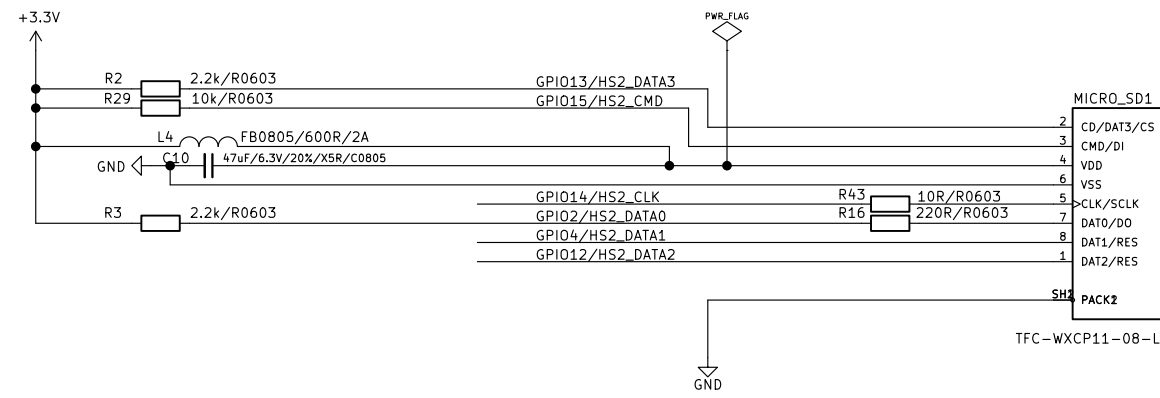 +3.3V
PWR_FLAG
R2 2.2k/R0603 GPIO13/HS2_DATA3
R29 10k/R0603 GPIO15/HS2_CMD
MICRO_SD1
2 CD/DAT3/CS
L4 FB0805/600R/2A
3 CMD/DI
GND C10 47uF/6.3V/20%/X5R/C0805
4 VDD
6 VSS
GPIO14/HS2_CLK R43 10R/R0603 5 CLK/SCLK
R3 2.2k/R0603 GPIO2/HS2_DATA0 R16 220R/R0603 7 DAT0/DO
GPIO4/HS2_DATA1 8 DAT1/RES
GPIO12/HS2_DATA2 1 DAT2/RES
TFC-WXCP11-08-L
GND